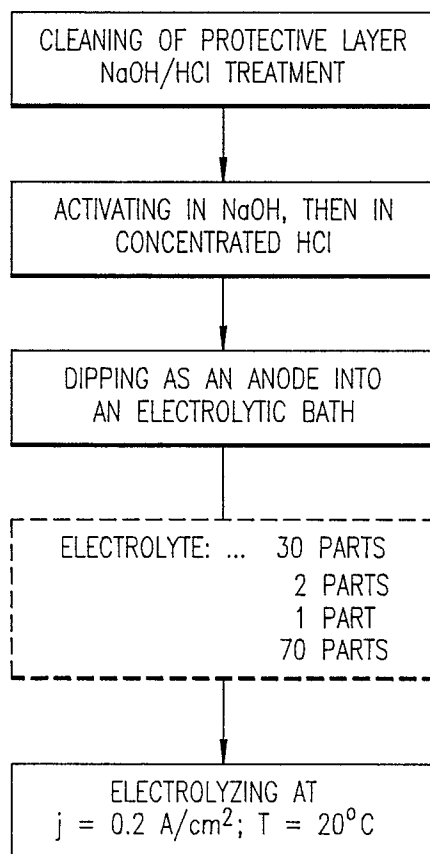 CLEANING OF PROTECTIVE LAYER
NaOH/HCl TREATMENT
ACTIVATING IN NaOH, THEN IN
CONCENTRATED HCl
DIPPING AS AN ANODE INTO
AN ELECTROLYTIC BATH
ELECTROLYTE: ... 30 PARTS
2 PARTS
1 PART
70 PARTS
ELECTROLYZING AT
j = 0.2 A/cm²; T = 20°C